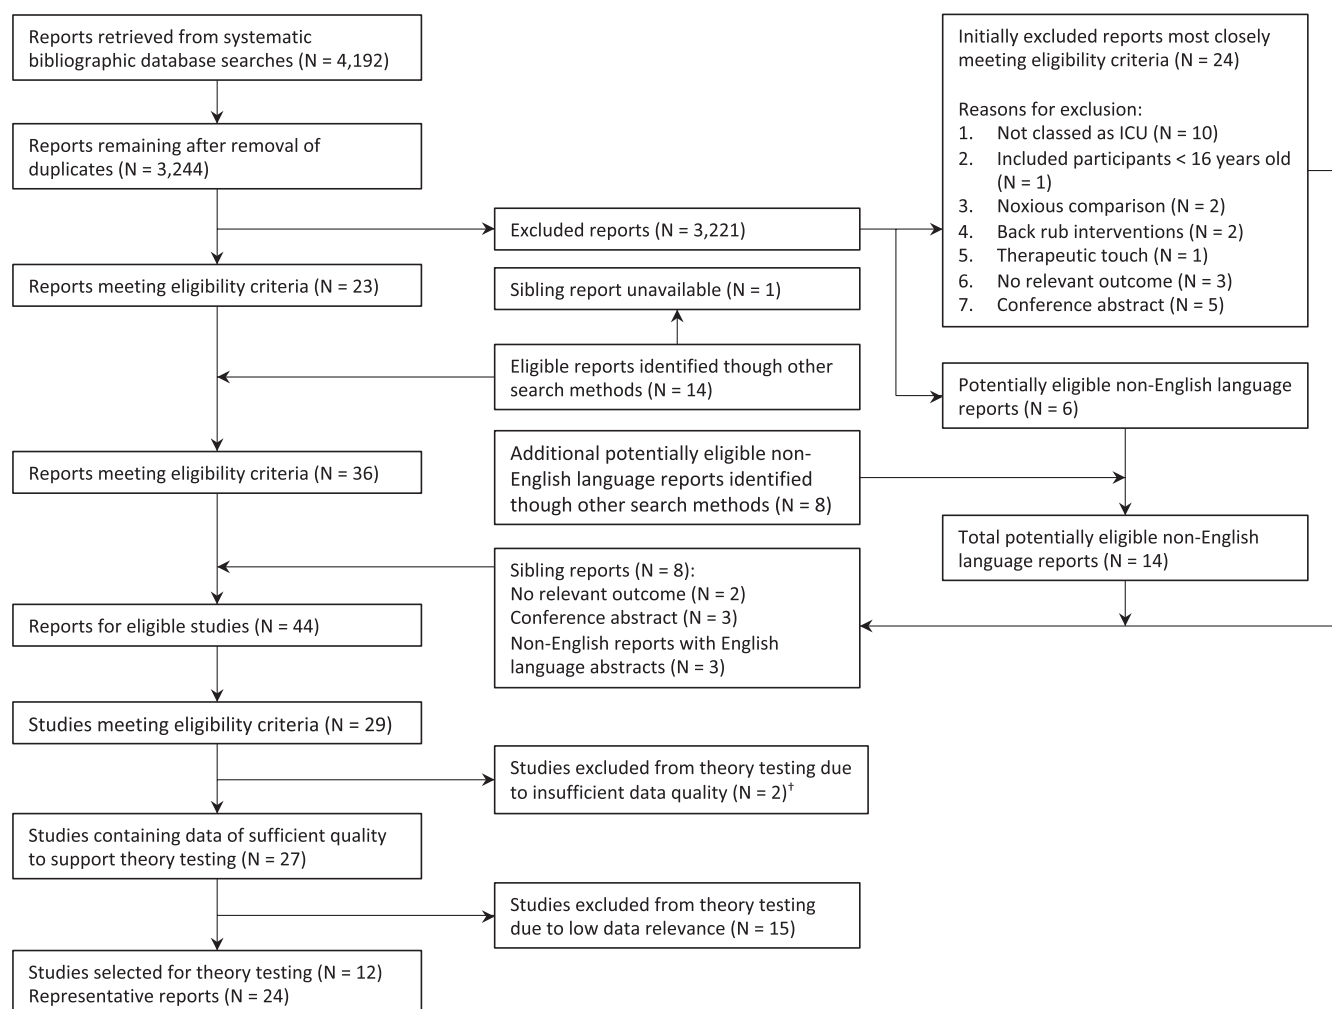 Reports retrieved from systematic
bibliographic database searches (N = 4,192)
Reports remaining after removal of
duplicates (N = 3,244)
Excluded reports (N = 3,221)
Initially excluded reports most closely
meeting eligibility criteria (N = 24)
Reasons for exclusion:
1. Not classed as ICU (N = 10)
2. Included participants < 16 years old
(N = 1)
3. Noxious comparison (N = 2)
4. Back rub interventions (N = 2)
5. Therapeutic touch (N = 1)
6. No relevant outcome (N = 3)
7. Conference abstract (N = 5)
Reports meeting eligibility criteria (N = 23)
Sibling report unavailable (N = 1)
Eligible reports identified though other
search methods (N = 14)
Potentially eligible non-English language
reports (N = 6)
Reports meeting eligibility criteria (N = 36)
Additional potentially eligible non-
English language reports identified
though other search methods (N = 8)
Total potentially eligible non-English
language reports (N = 14)
Sibling reports (N = 8):
No relevant outcome (N = 2)
Conference abstract (N = 3)
Non-English reports with English
language abstracts (N = 3)
Reports for eligible studies (N = 44)
Studies meeting eligibility criteria (N = 29)
Studies excluded from theory testing due
to insufficient data quality (N = 2)†
Studies containing data of sufficient quality
to support theory testing (N = 27)
Studies excluded from theory testing
due to low data relevance (N = 15)
Studies selected for theory testing (N = 12)
Representative reports (N = 24)